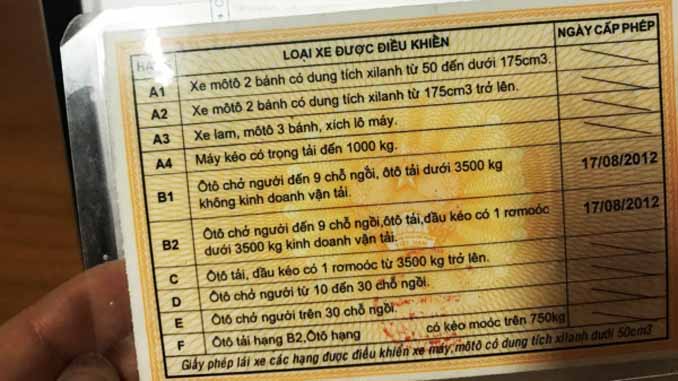 LOẠI XE ĐƯỢC ĐIỀU KHIỂN NGÀY CẤP PHÉP
A1 Xe môtô 2 bánh có dung tích xilanh từ 50 đến dưới 175cm3.
A2 Xe môtô 2 bánh có dung tích xilanh từ 175cm3 trở lên.
A3 Xe lam, môtô 3 bánh, xích lô máy.
A4 Máy kéo có trọng tải đến 1000 kg.
B1 Ôtô chở người đến 9 chỗ ngồi, ôtô tải dưới 3500 kg
không kinh doanh vận tải. 17/08/2012
B2 Ôtô chở người đến 9 chỗ ngồi,ôtô tải,đầu kéo có 1 rơmoóc
dưới 3500 kg kinh doanh vận tải. 17/08/2012
C Ôtô tải, đầu kéo có 1 rơmoóc từ 3500 kg trở lên.
D Ôtô chở người từ 10 đến 30 chỗ ngồi.
E Ôtô chở người trên 30 chỗ ngồi.
F Ôtô tải hạng B2,Ôtô hạng có kéo moóc trên 750kg
Giấy phép lái xe các hạng được điều khiển xe máy,môtô có dung tích xilanh dưới 50cm3